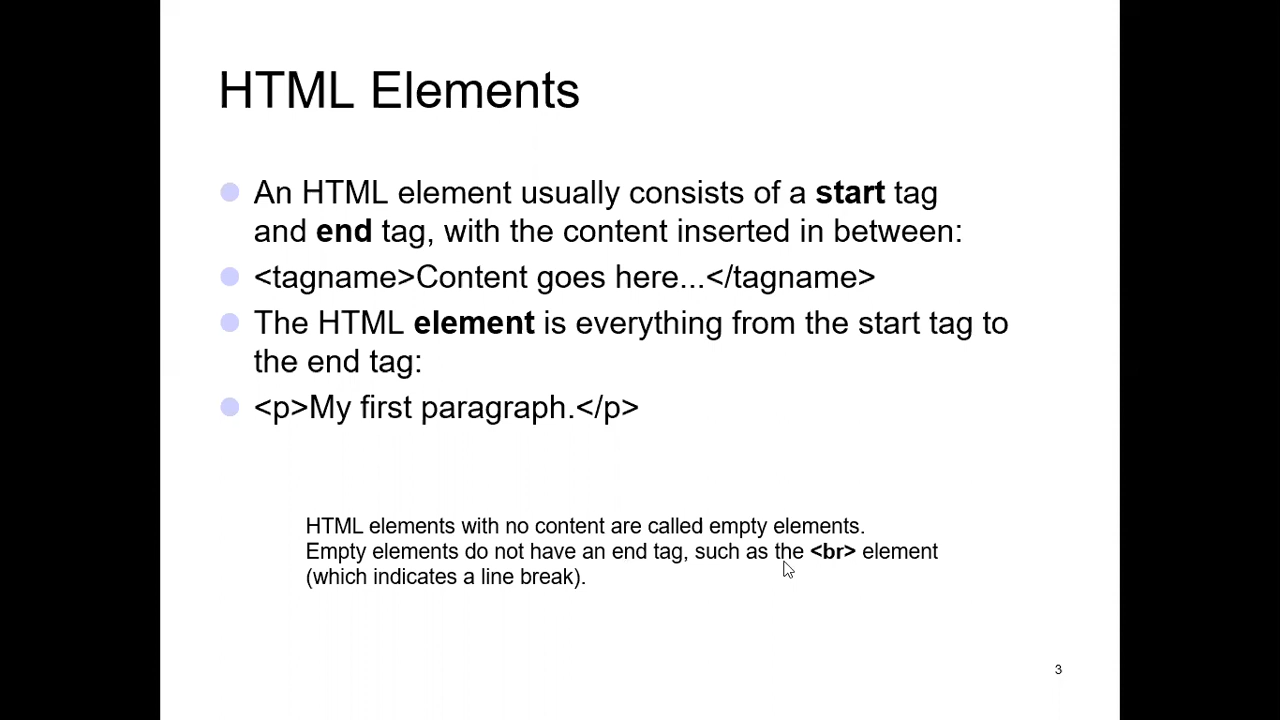 HTML Elements
An HTML element usually consists of a start tag
and end tag, with the content inserted in between:
<tagname>Content goes here...</tagname>
The HTML element is everything from the start tag to
the end tag:
<p>My first paragraph.</p>
HTML elements with no content are called empty elements.
Empty elements do not have an end tag, such as the <br> element
(which indicates a line break).
3